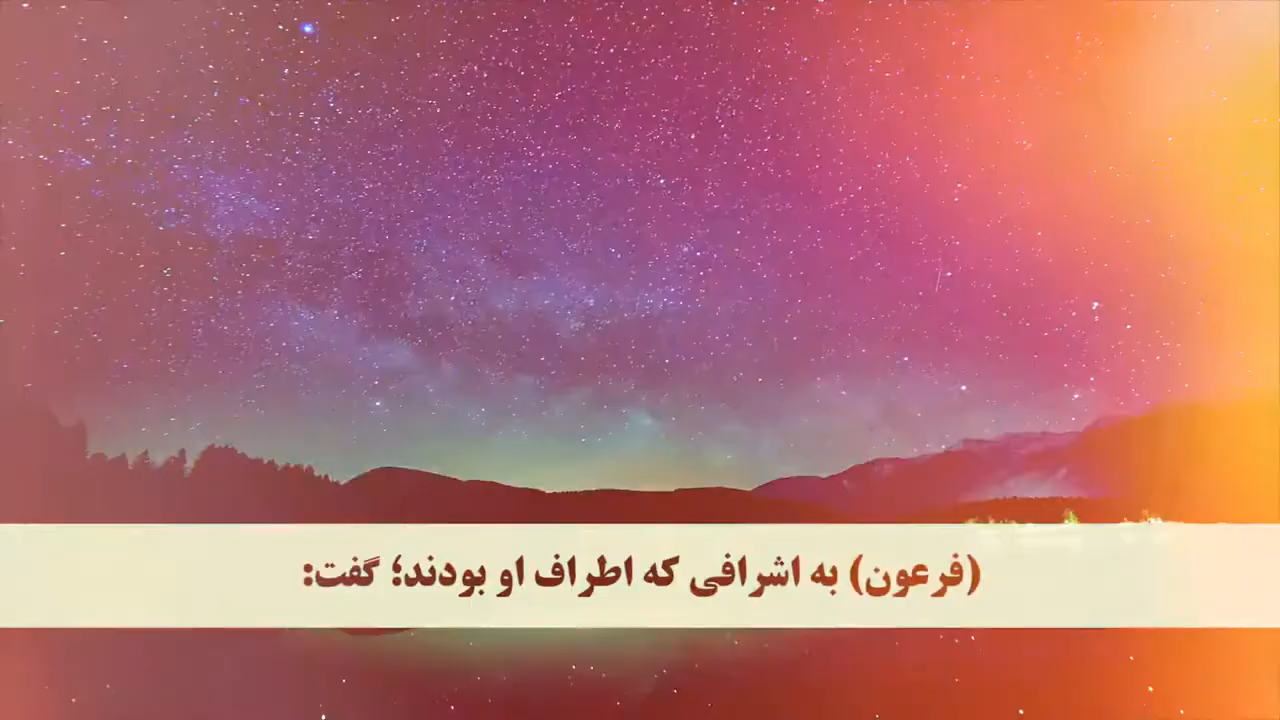 (فرعون) به اشرافی که اطراف او بودند؛ گفت: